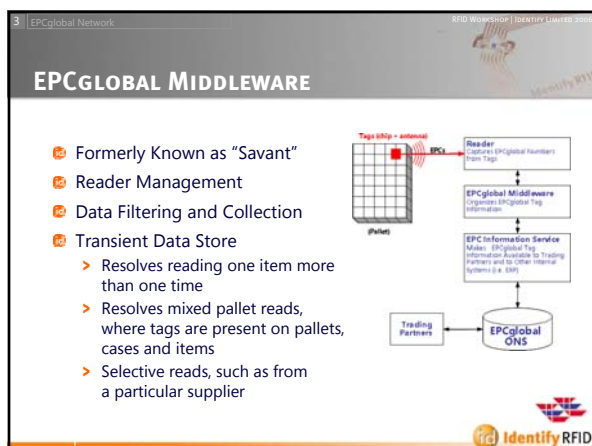 3 EPCglobal Network
RFID Workshop | Identify Limited 2006
Identify RFID
EPCglobal Middleware
Formerly Known as “Savant”
Reader Management
Data Filtering and Collection
Transient Data Store
> Resolves reading one item more
than one time
> Resolves mixed pallet reads,
where tags are present on pallets,
cases and items
> Selective reads, such as from
a particular supplier
Tags (chip + antenna)
EPCs
(Pallet)
Reader
Captures EPCglobal Numbers
from Tags
EPCglobal Middleware
Organizes EPCglobal Tag
Information
EPC Information Service
Makes EPCglobal Tag
Information Available to Trading
Partners and to Other Internal
Systems (i.e. ERP)
Trading
Partners
EPCglobal
ONS
id Identify RFID